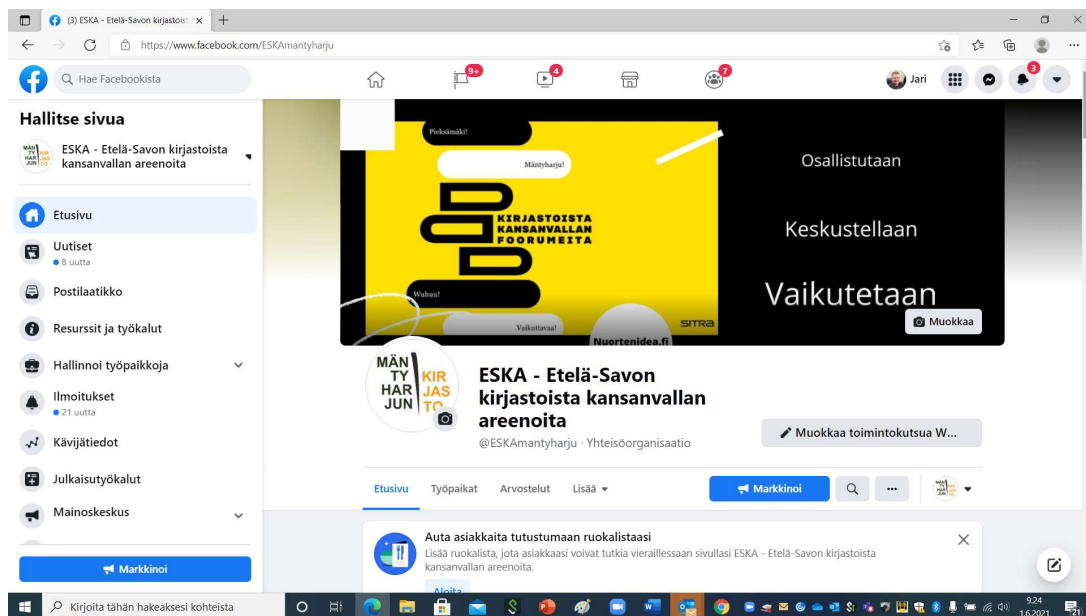 (3) ESKA - Etelä-Savon kirjastoist
https://www.facebook.com/ESKAmantyharju
Hae Facebookista
9+
4
7
Jari
3
Hallitse sivua
ESKA - Etelä-Savon kirjastoista
kansanvallan areenoita
Etusivu
Uutiset
8 uutta
Postilaatikko
Resurssit ja työkalut
Hallinnoi työpaikkoja
Ilmoitukset
21 uutta
Kävijätiedot
Julkaisutyökalut
Mainoskeskus
Markkinoi
Pieksämäki!
Mäntyharju!
KIRJASTOISTA
KANSANVALLAN
FOORUMEITA
Wuhuu!
Vaikuttavaa!
SITRA
Nuortenidea.fi
Osallistutaan
Keskustellaan
Vaikutetaan
Muokkaa
MÄN
TY KIR
HAR JAS
JUN TO
ESKA - Etelä-Savon
kirjastoista kansanvallan
areenoita
@ESKAmantyharju · Yhteisöorganisaatio
Muokkaa toimintokutsua W...
Etusivu Työpaikat Arvostelut Lisää
Markkinoi
Auta asiakkaita tutustumaan ruokalistaasi
Lisää ruokalista, jota asiakkaasi voivat tutkia vieraillessaan sivullasi ESKA - Etelä-Savon kirjastoista
kansanvallan areenoita.
Aloita
Kirjoita tähän hakeaksesi kohteista
9.24
1.6.2021
21